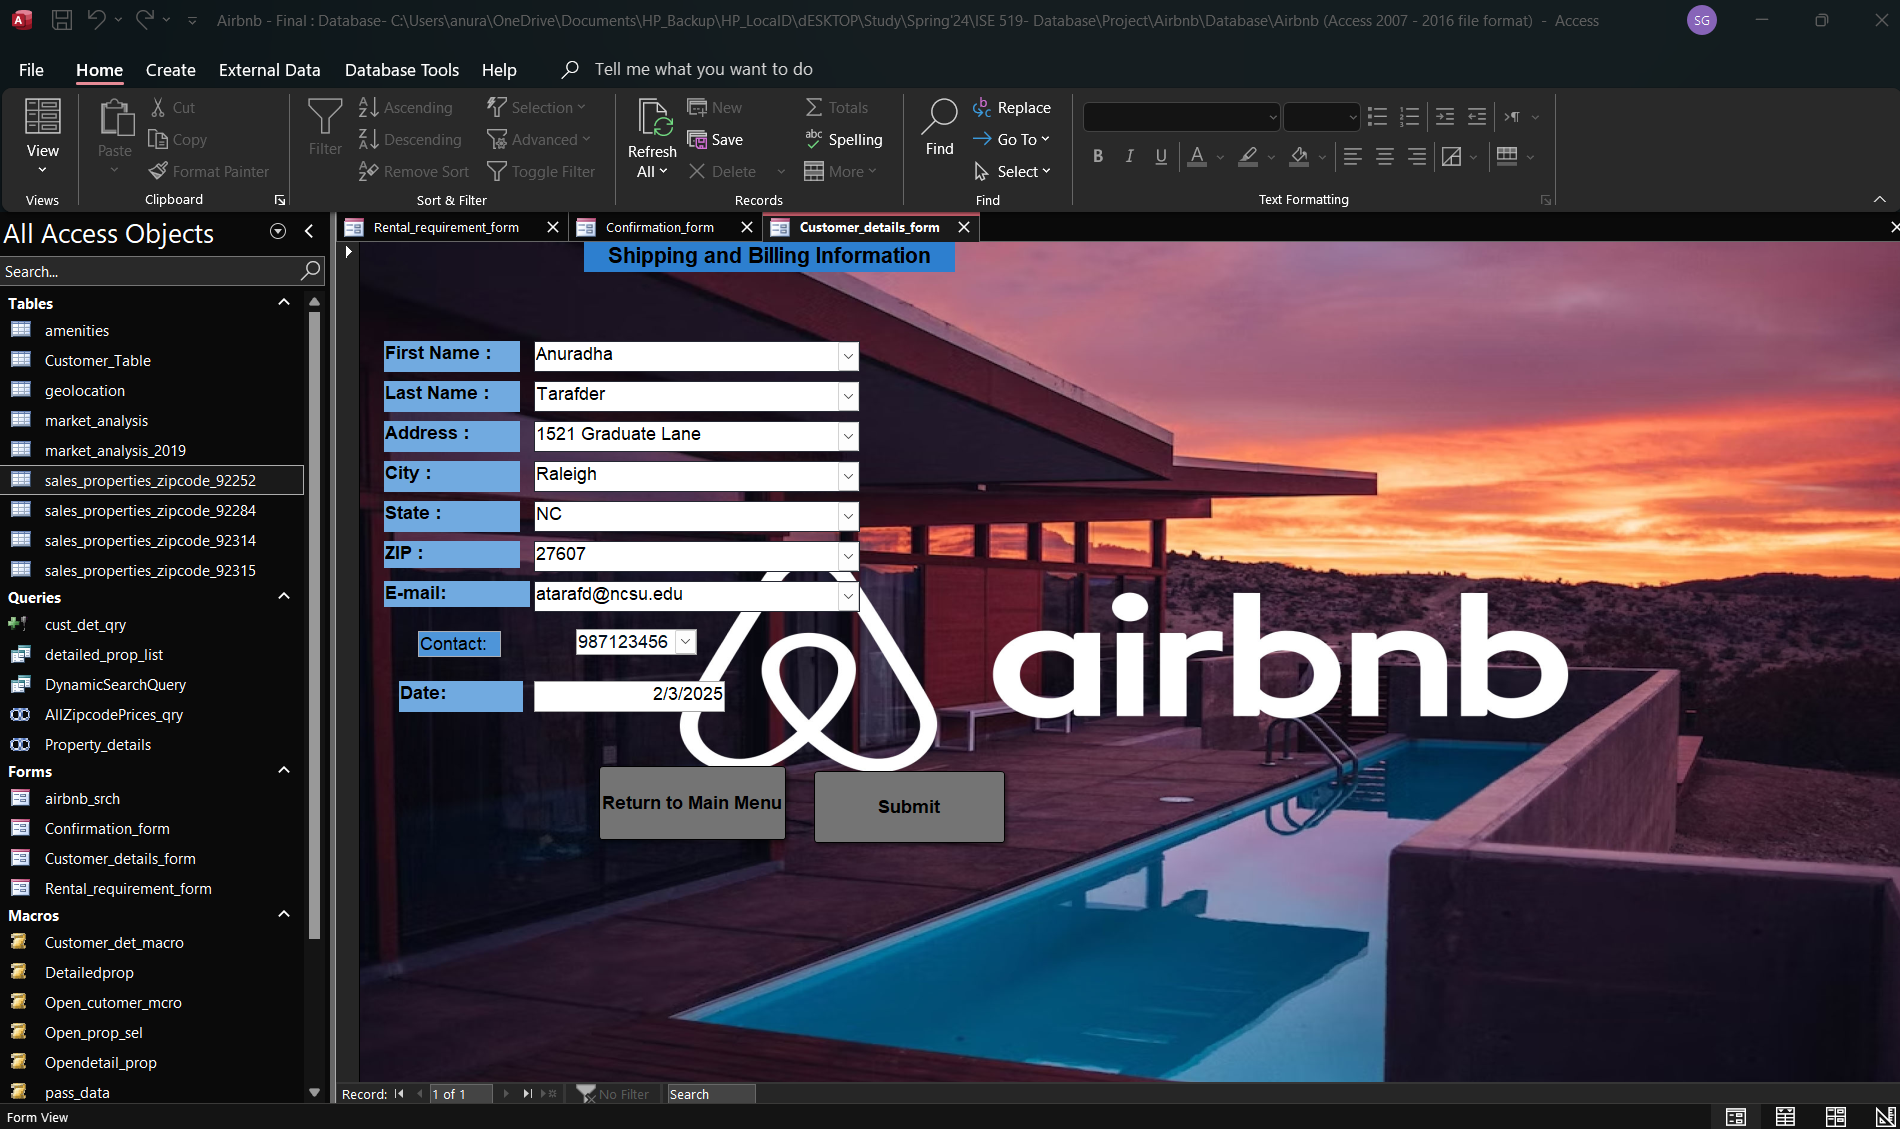 Airbnb - Final : Database- C:\Users\anura\OneDrive\Documents\HP_Backup\HP_LocaD\dESKTOP\Study\Spring'24\ISE 519- Database\Project\Airbnb\Database\Airbnb (Access 2007 - 2016 file format) - Access
SG
File Home Create External Data Database Tools Help Tell me what you want to do
View
Views
Paste
Cut
Copy
Format Painter
Clipboard
Filter
Ascending
Descending
Remove Sort
Selection
Advanced
Toggle Filter
Sort & Filter
Refresh
All
New
Save
Delete
Totals
Spelling
More
Records
Find
Replace
Go To
Select
Find
B I U A
Text Formatting
All Access Objects
Search...
Tables
amenities
Customer_Table
geolocation
market_analysis
market_analysis_2019
sales_properties_zipcode_92252
sales_properties_zipcode_92284
sales_properties_zipcode_92314
sales_properties_zipcode_92315
Queries
cust_det_qry
detailed_prop_list
DynamicSearchQuery
AllZipcodePrices_qry
Property_details
Forms
airbnb_srch
Confirmation_form
Customer_details_form
Rental_requirement_form
Macros
Customer_det_macro
Detailedprop
Open_cutomer_mcro
Open_prop_sel
Opendetail_prop
pass_data
Rental_requirement_form Confirmation_form Customer_details_form
Shipping and Billing Information
First Name : Anuradha
Last Name : Tarafder
Address : 1521 Graduate Lane
City : Raleigh
State : NC
ZIP : 27607
E-mail: atarafd@ncsu.edu
Contact: 987123456
Date: 2/3/2025
airbnb
Return to Main Menu
Submit
Record: 1 of 1 No Filter Search
Form View